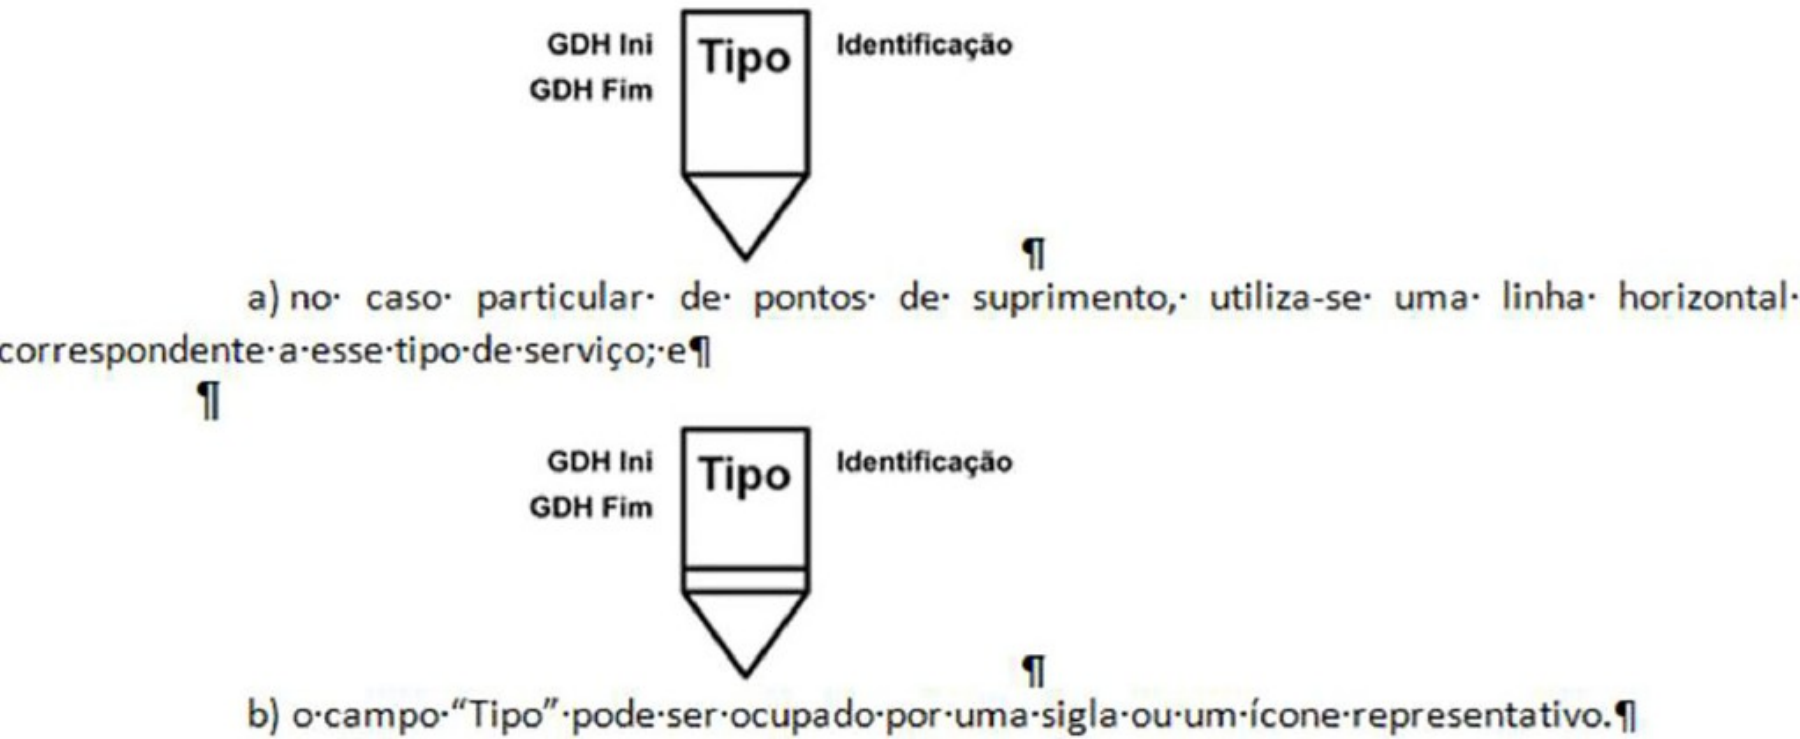 GDH Ini Tipo Identificação
GDH Fim
¶
a) no· caso· particular· de· pontos· de· suprimento,· utiliza-se· uma· linha· horizontal·
correspondente·a·esse·tipo·de·serviço;·e¶
¶
GDH Ini Tipo Identificação
GDH Fim
¶
b) o·campo·“Tipo”·pode·ser·ocupado·por·uma·sigla·ou·um·ícone·representativo.¶